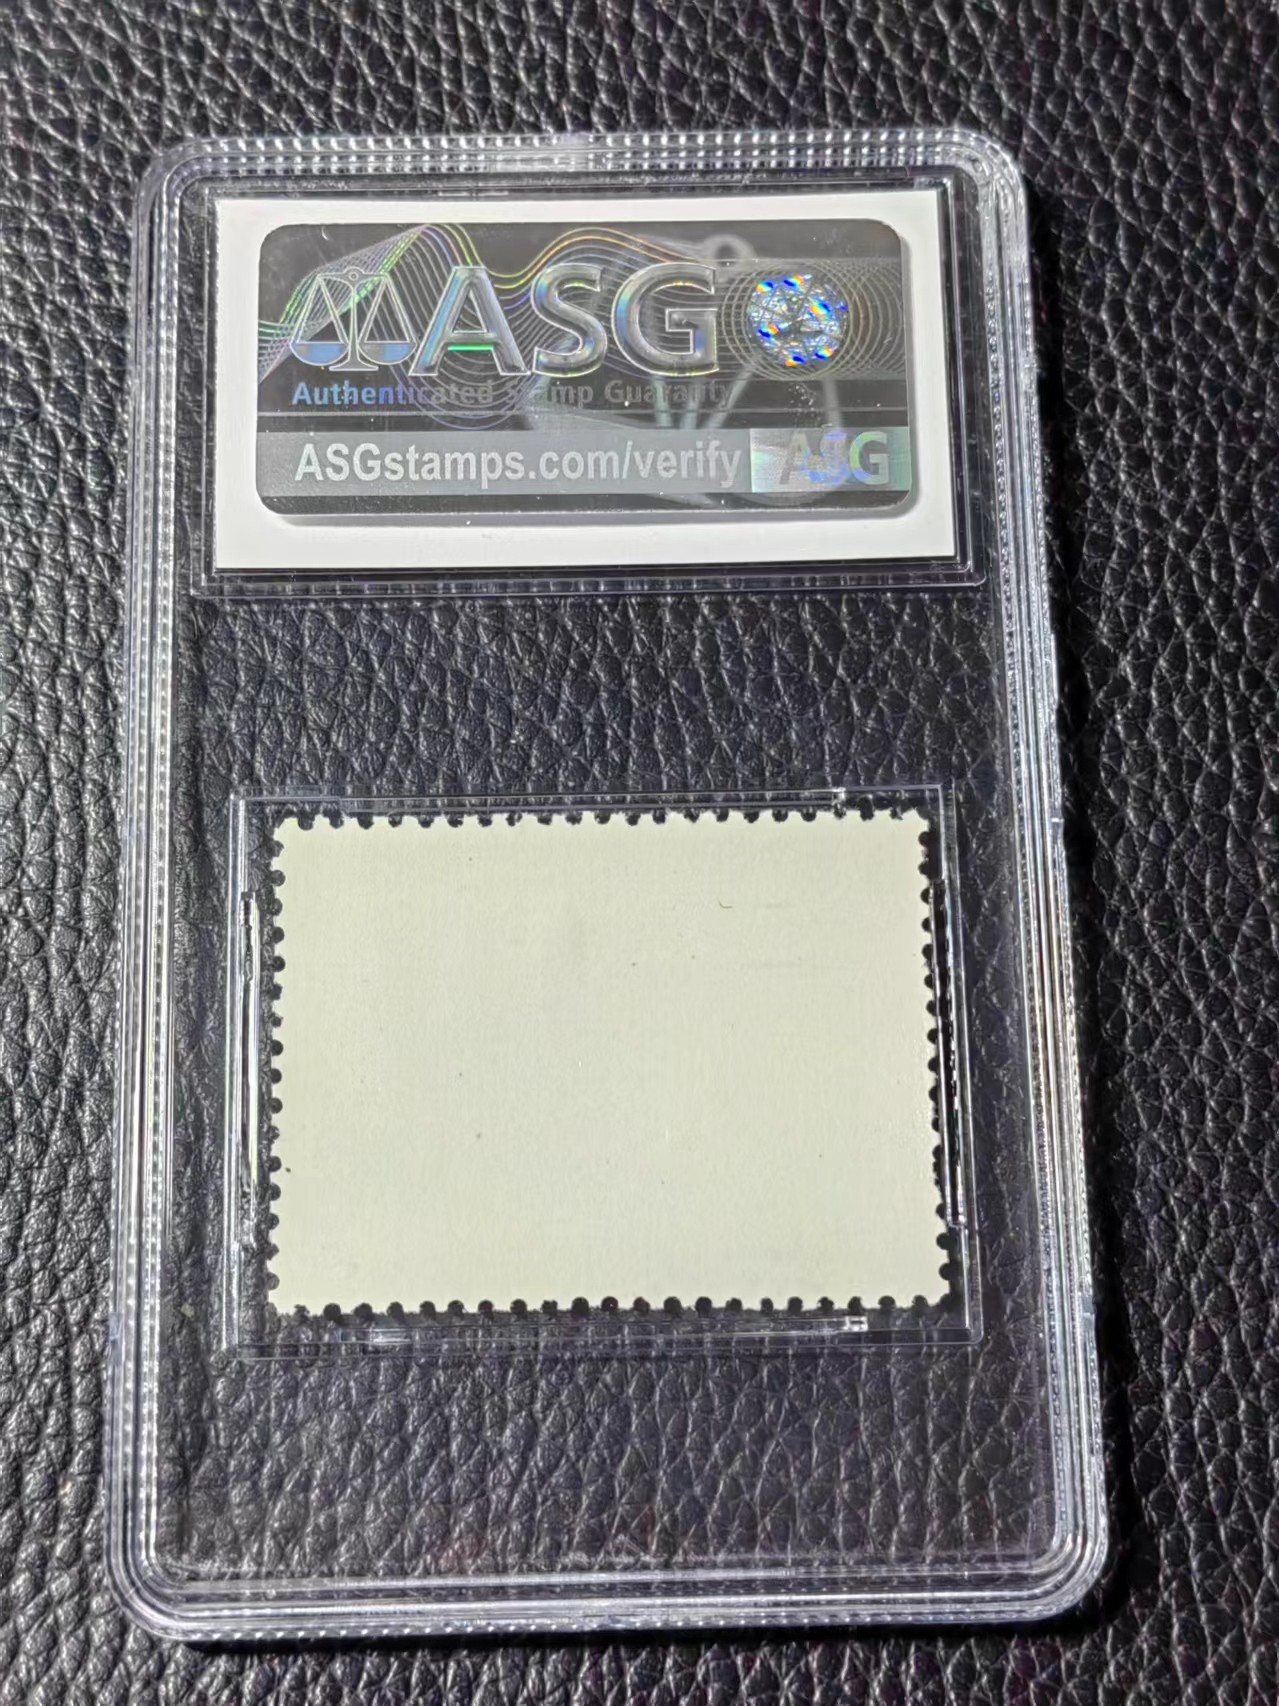 ASG
Authenticated Stamp Guaranty
ASGstamps.com/verify ASG